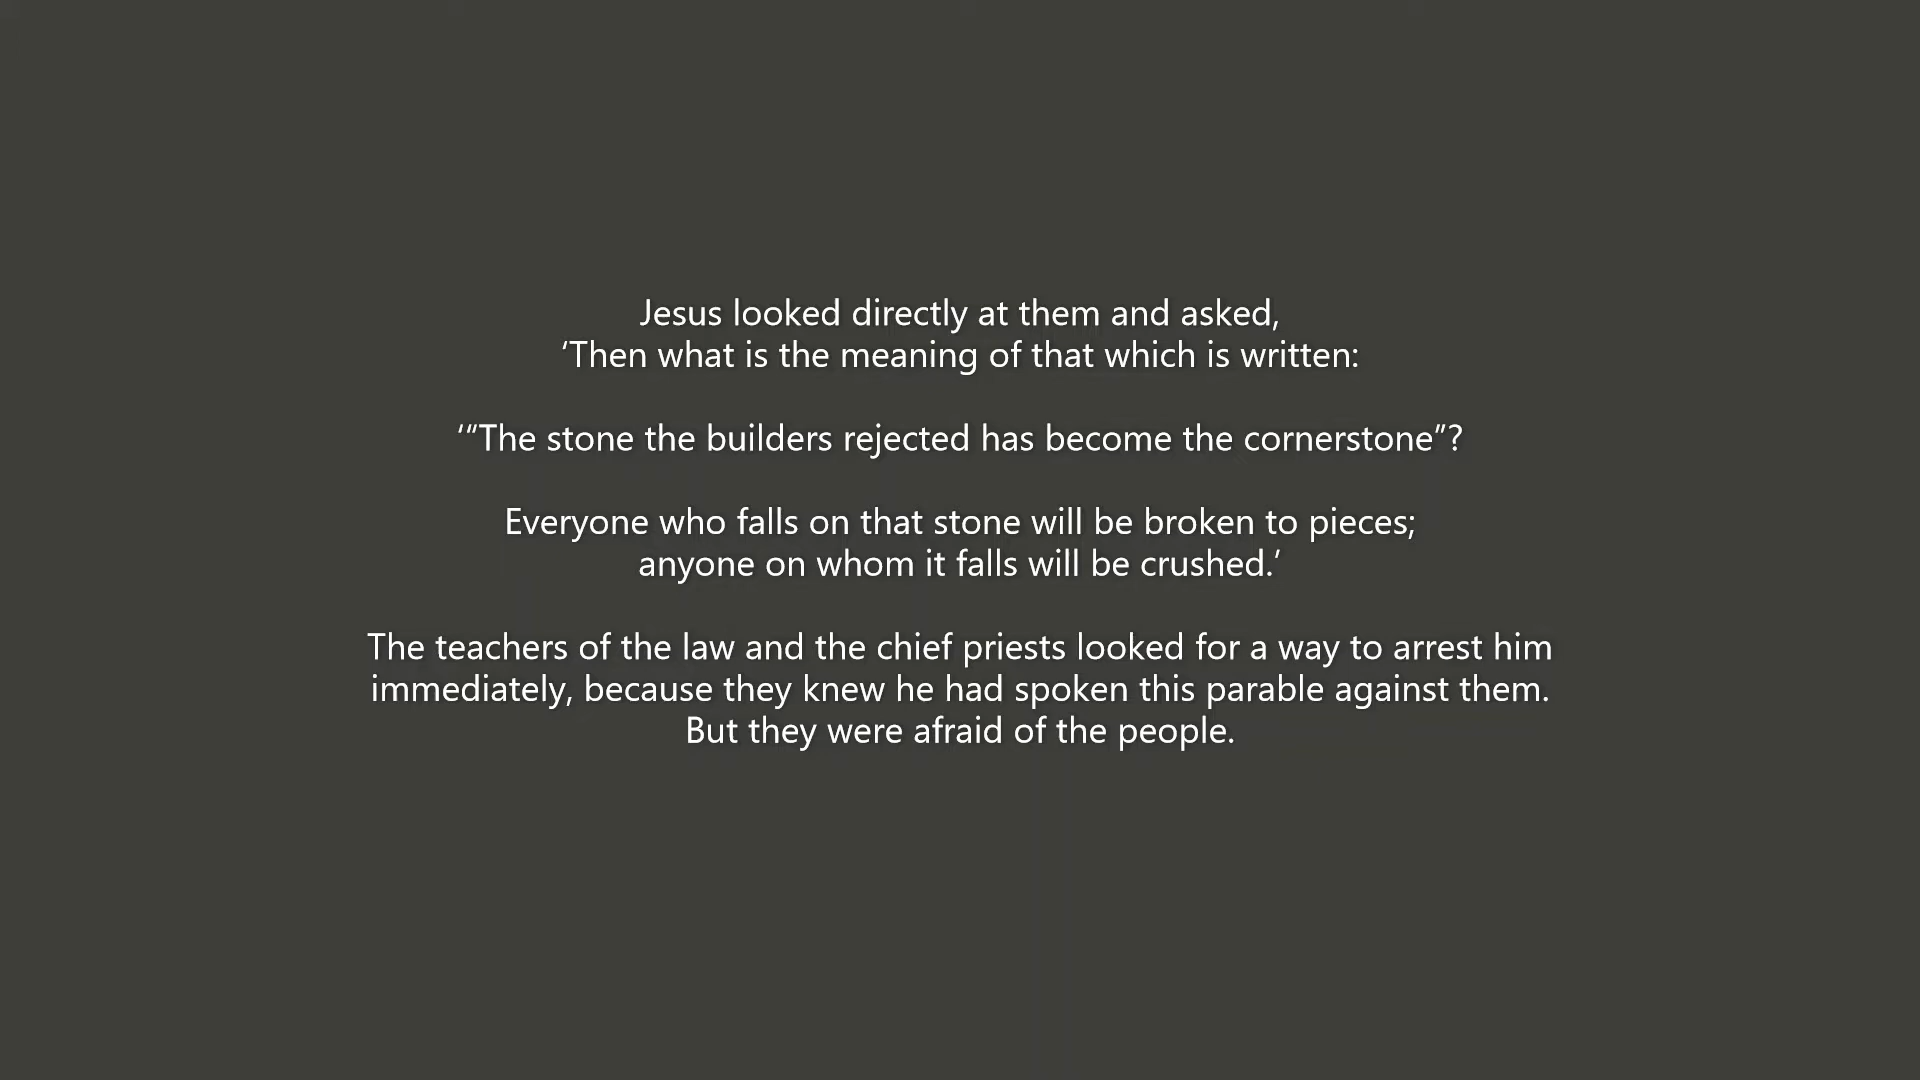 Jesus looked directly at them and asked,
‘Then what is the meaning of that which is written:
‘“The stone the builders rejected has become the cornerstone”?
Everyone who falls on that stone will be broken to pieces;
anyone on whom it falls will be crushed.’
The teachers of the law and the chief priests looked for a way to arrest him
immediately, because they knew he had spoken this parable against them.
But they were afraid of the people.